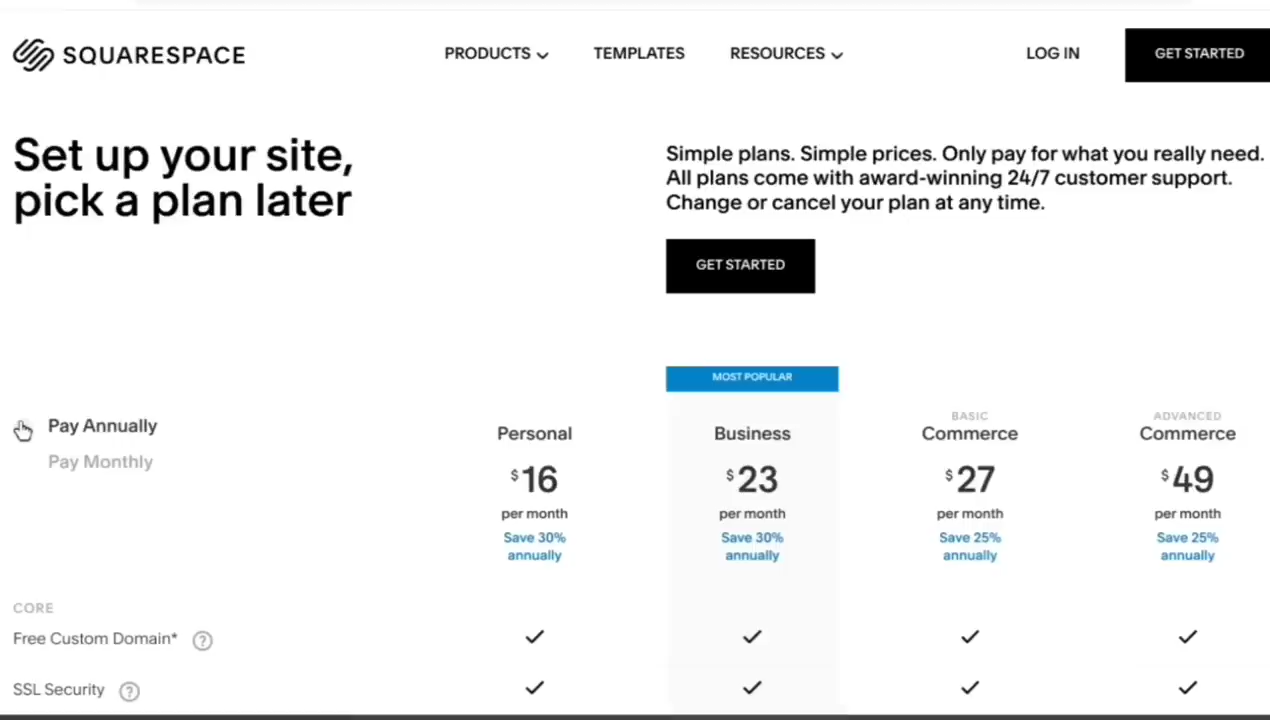 SQUARESPACE
PRODUCTS
TEMPLATES
RESOURCES
LOG IN
GET STARTED
Set up your site,
pick a plan later
Simple plans. Simple prices. Only pay for what you really need.
All plans come with award-winning 24/7 customer support.
Change or cancel your plan at any time.
GET STARTED
MOST POPULAR
Pay Annually
Pay Monthly
Personal
$16
per month
Save 30%
annually
Business
$23
per month
Save 30%
annually
BASIC
Commerce
$27
per month
Save 25%
annually
ADVANCED
Commerce
$49
per month
Save 25%
annually
CORE
Free Custom Domain* ?
SSL Security ?